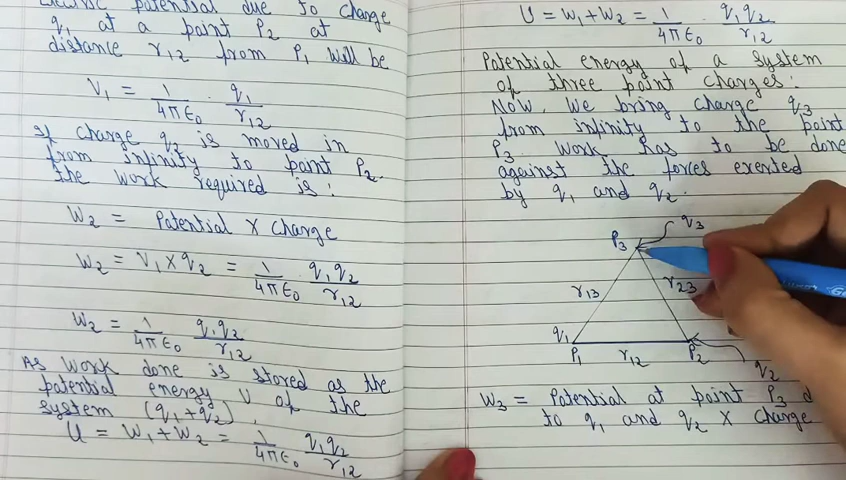 Electric potential due to charge
q₁ at a point P₂ at
distance r₁₂ from P₁ will be
V₁ = 1/4πε₀ · q₁/r₁₂
If charge q₂ is moved in
from infinity to point P₂.
the work required is:
W₂ = Potential × Charge
W₂ = V₁ × q₂ = 1/4πε₀ · q₁q₂/r₁₂
W₂ = 1/4πε₀ q₁q₂/r₁₂
As work done is stored as the
potential energy U of the
system (q₁+q₂),
U = W₁ + W₂ = 1/4πε₀ q₁q₂/r₁₂
U = W₁ + W₂ = 1/4πε₀ · q₁q₂/r₁₂
Potential energy of a system
of three point charges:
Now, we bring charge q₃
from infinity to the point
P₃. Work has to be done
against the forces exerted
by q₁ and q₂.
q₃
P₃
r₁₃ r₂₃
q₁
P₁ r₁₂ P₂
q₂
W₃ = Potential at point P₃ d
to q₁ and q₂ × Charge